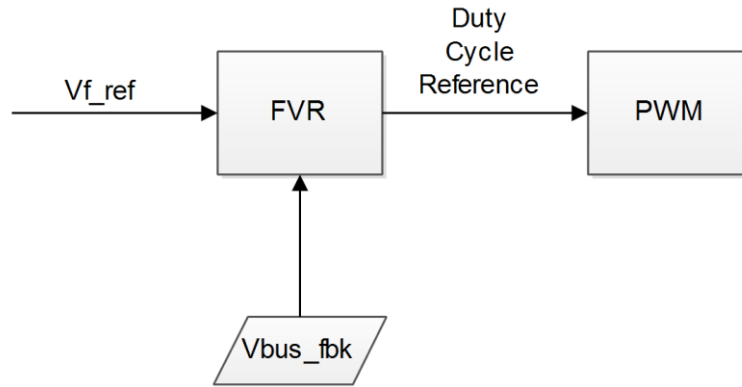 Vf_ref
FVR
Duty
Cycle
Reference
PWM
Vbus_fbk